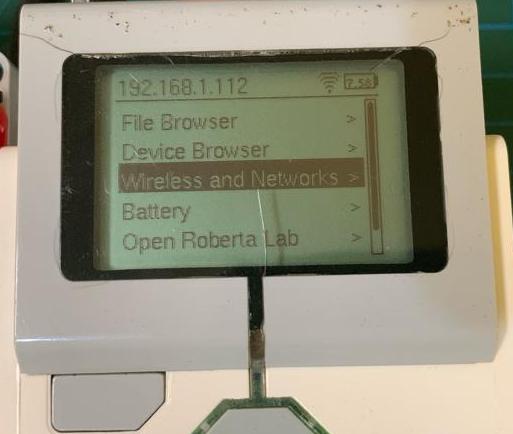 192.168.1.112 7.58
File Browser >
Device Browser >
Wireless and Networks >
Battery >
Open Roberta Lab >